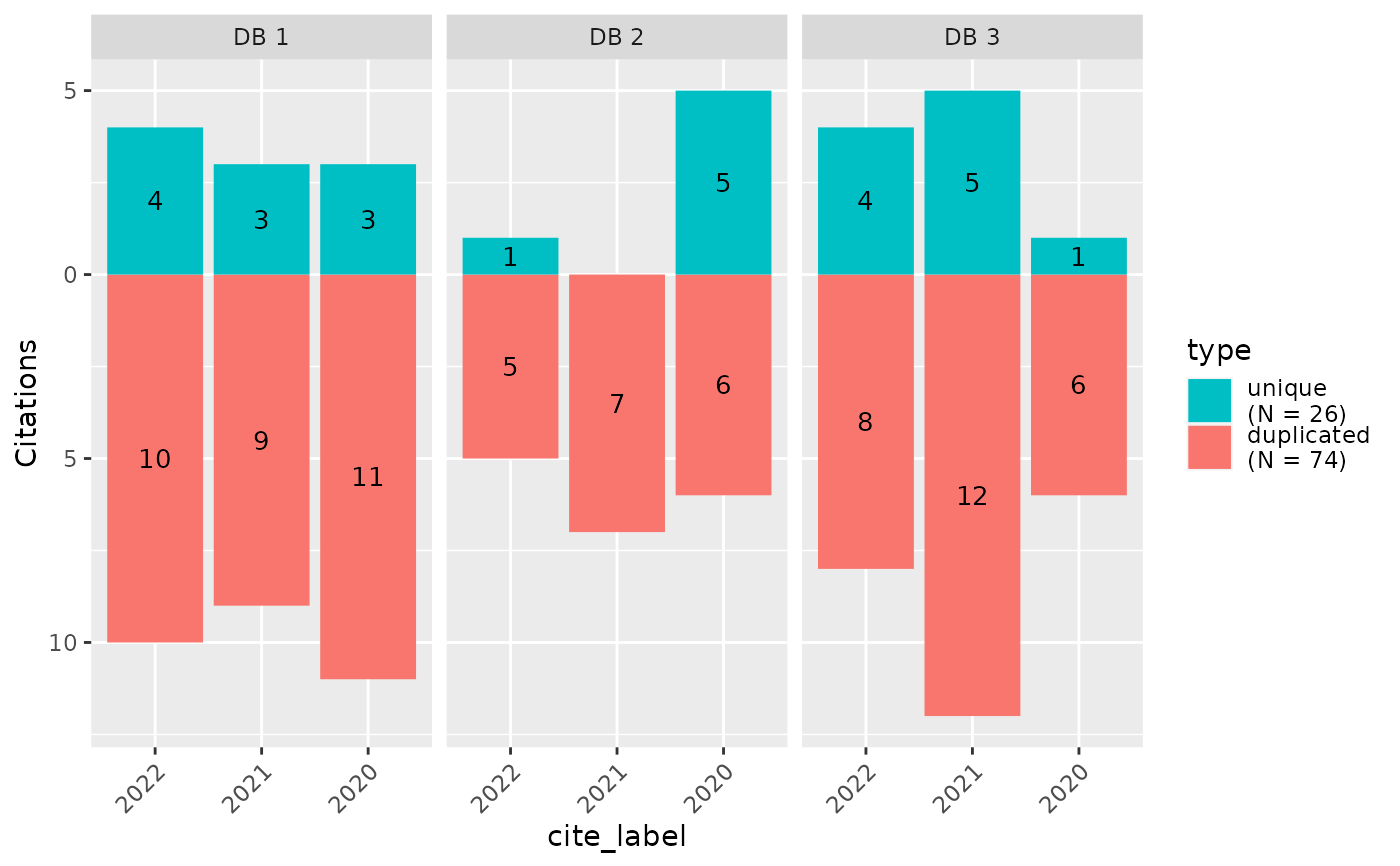 DB 1 DB 2 DB 3
5
0
5
10
Citations
4 3 3
10 9 11
1 5
5 7 6
4 5 1
8 12 6
2022 2021 2020 2022 2021 2020 2022 2021 2020
cite_label
type
unique
(N = 26)
duplicated
(N = 74)